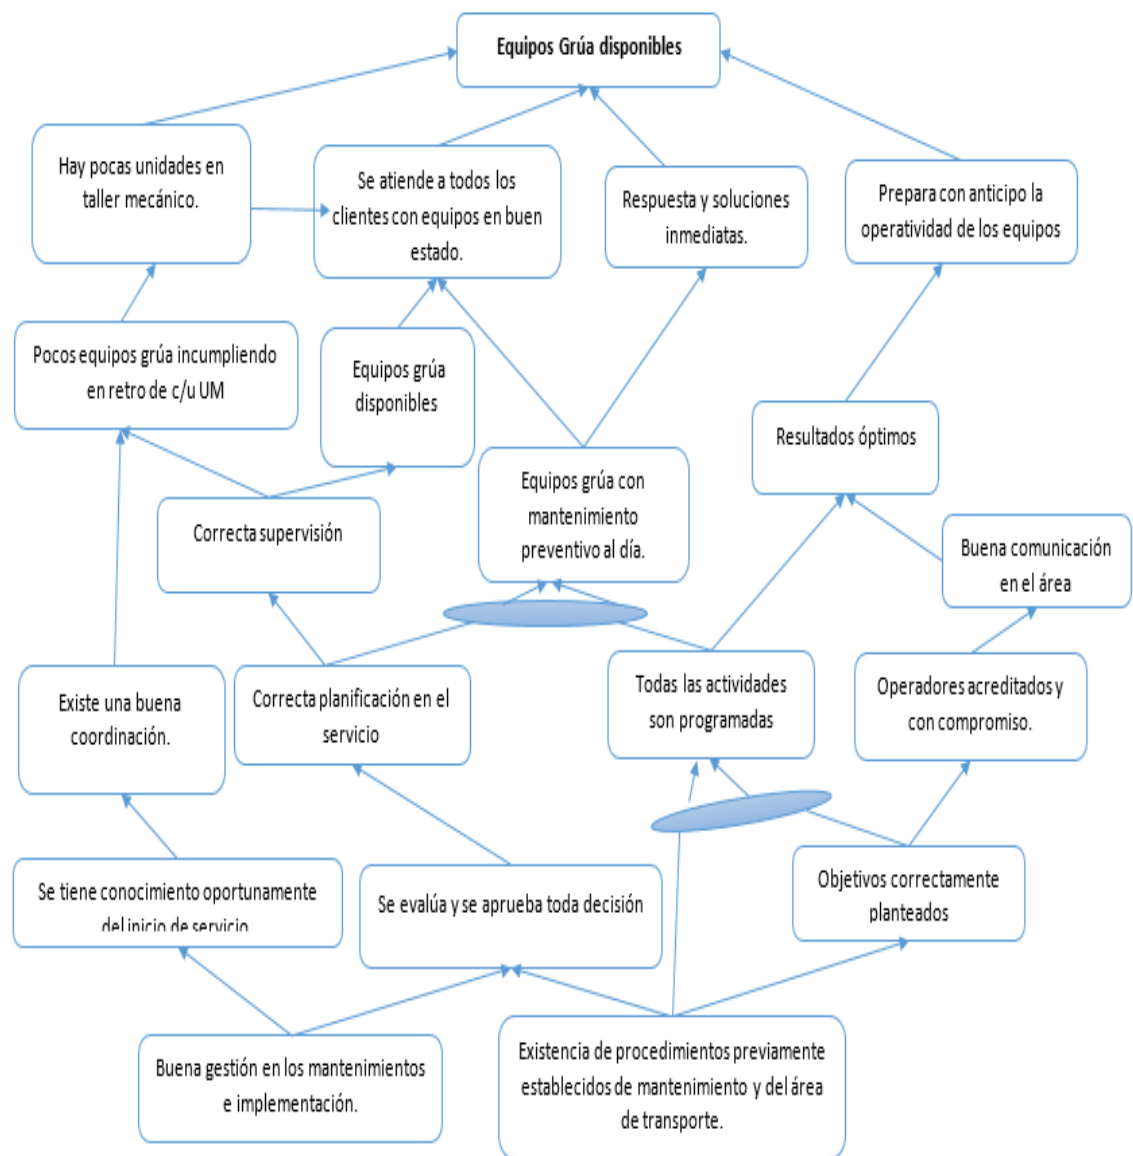 Equipos Grúa disponibles
Hay pocas unidades en
taller mecánico.
Se atiende a todos los
clientes con equipos en buen
estado.
Respuesta y soluciones
inmediatas.
Prepara con anticipo la
operatividad de los equipos
Pocos equipos grúa incumpliendo
en retro de c/u UM
Equipos grúa
disponibles
Resultados óptimos
Equipos grúa con
mantenimiento
preventivo al día.
Correcta supervisión
Buena comunicación
en el área
Existe una buena
coordinación.
Correcta planificación en el
servicio
Todas las actividades
son programadas
Operadores acreditados y
con compromiso.
Se tiene conocimiento oportunamente
del inicio de servicio
Se evalúa y se aprueba toda decisión
Objetivos correctamente
planteados
Buena gestión en los mantenimientos
e implementación.
Existencia de procedimientos previamente
establecidos de mantenimiento y del área
de transporte.